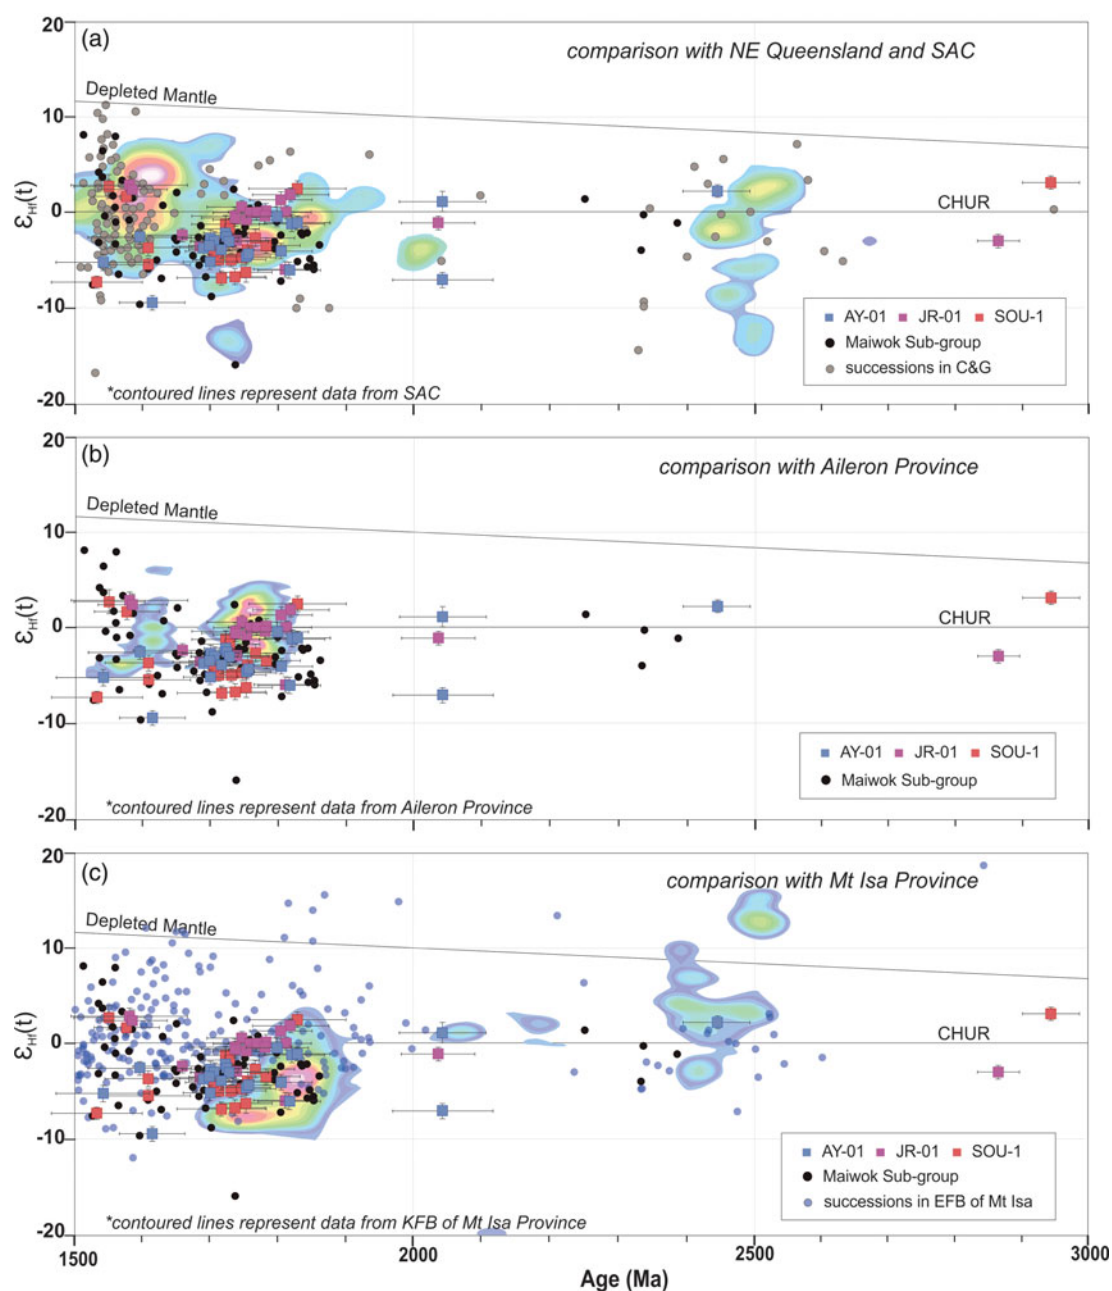 (a)
comparison with NE Queensland and SAC
Depleted Mantle
CHUR
εHf(t)
20
10
0
-10
-20
AY-01 JR-01 SOU-1
Maiwok Sub-group
successions in C&G
*contoured lines represent data from SAC
(b)
comparison with Aileron Province
Depleted Mantle
CHUR
εHf(t)
20
10
0
-10
-20
AY-01 JR-01 SOU-1
Maiwok Sub-group
*contoured lines represent data from Aileron Province
(c)
comparison with Mt Isa Province
Depleted Mantle
CHUR
εHf(t)
20
10
0
-10
-20
AY-01 JR-01 SOU-1
Maiwok Sub-group
successions in EFB of Mt Isa
*contoured lines represent data from KFB of Mt Isa Province
1500 2000 2500 3000
Age (Ma)